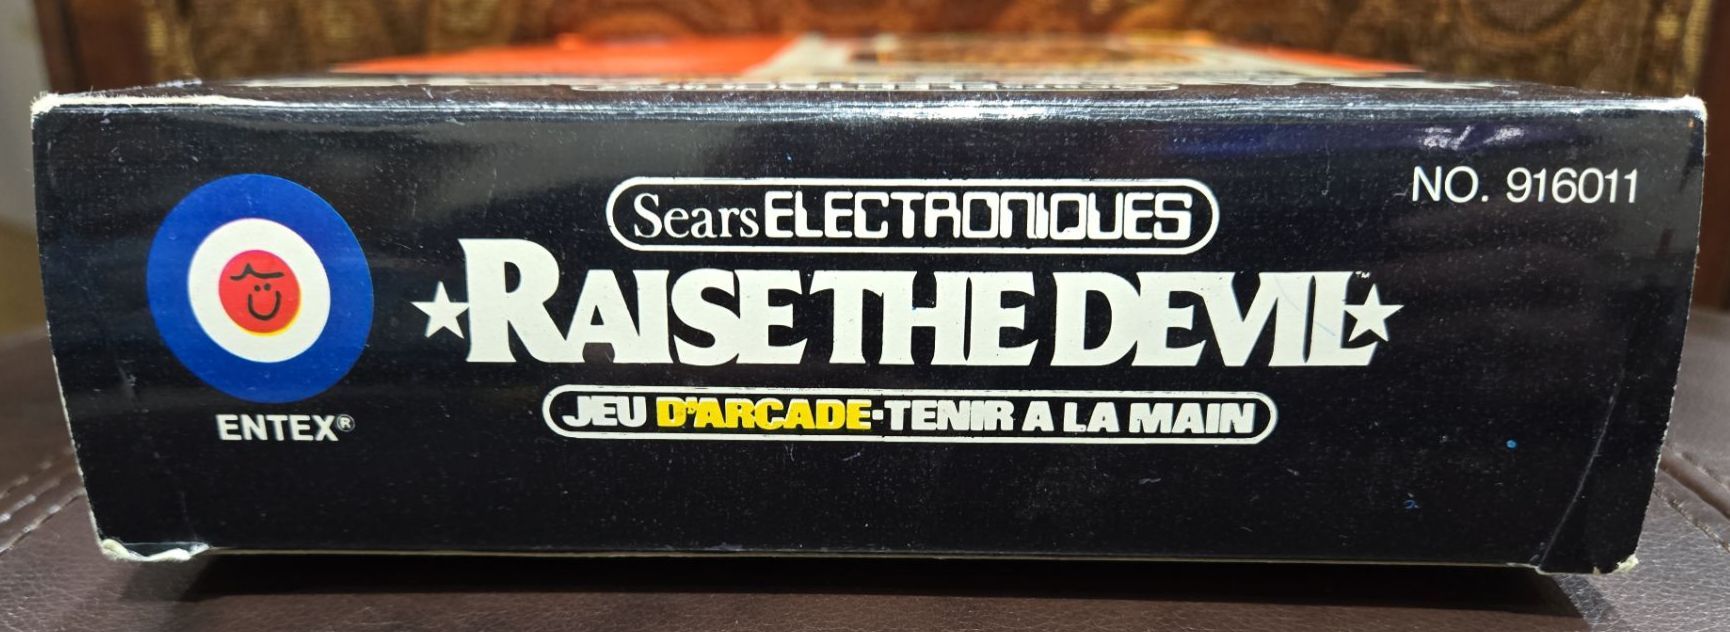 Sears ELECTRONIQUES
NO. 916011
★RAISE THE DEVIL™★
JEU D'ARCADE·TENIR A LA MAIN
ENTEX®